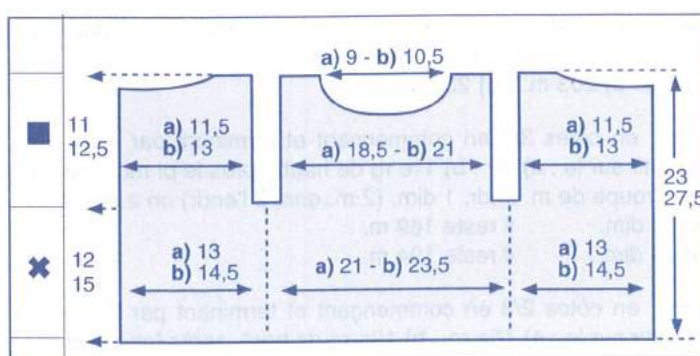 a) 9 - b) 10,5
11
12,5
a) 11,5
b) 13
a) 18,5 - b) 21
a) 11,5
b) 13
23
27,5
12
15
a) 13
b) 14,5
a) 21 - b) 23,5
a) 13
b) 14,5